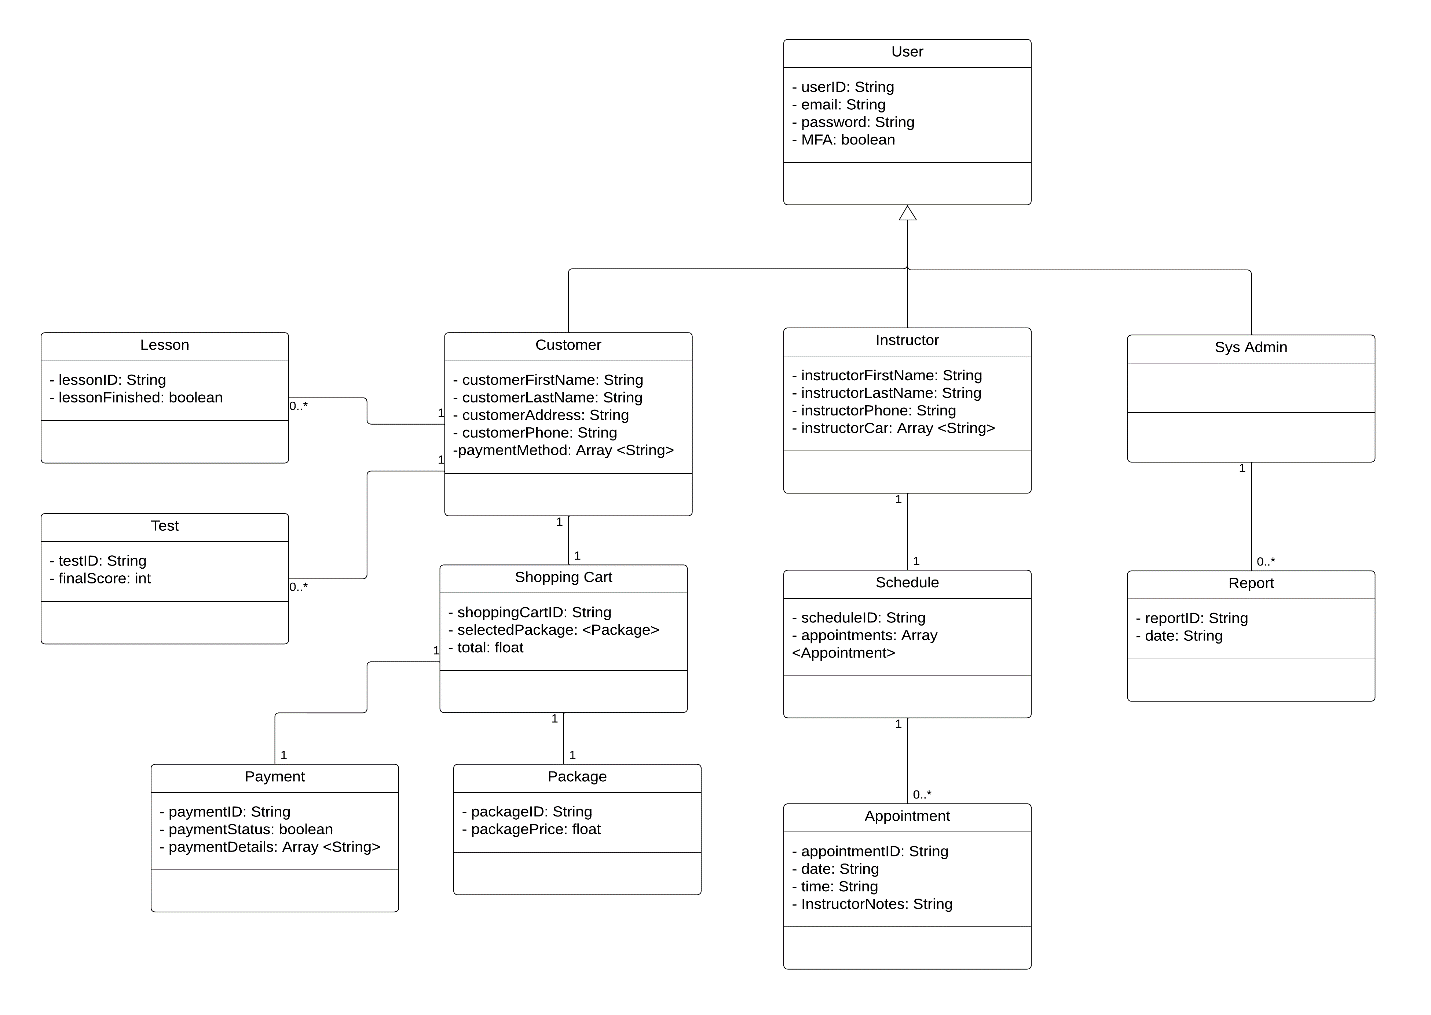 User
- userID: String
- email: String
- password: String
- MFA: boolean
Lesson
- lessonID: String
- lessonFinished: boolean
0..*
1
Customer
- customerFirstName: String
- customerLastName: String
- customerAddress: String
- customerPhone: String
-paymentMethod: Array <String>
1
1
Instructor
- instructorFirstName: String
- instructorLastName: String
- instructorPhone: String
- instructorCar: Array <String>
1
Sys Admin
1
Test
- testID: String
- finalScore: int
0..*
1
Shopping Cart
- shoppingCartID: String
- selectedPackage: <Package>
- total: float
1
1
1
Schedule
- scheduleID: String
- appointments: Array
<Appointment>
1
0..*
Report
- reportID: String
- date: String
1
Payment
- paymentID: String
- paymentStatus: boolean
- paymentDetails: Array <String>
1
Package
- packageID: String
- packagePrice: float
0..*
Appointment
- appointmentID: String
- date: String
- time: String
- InstructorNotes: String